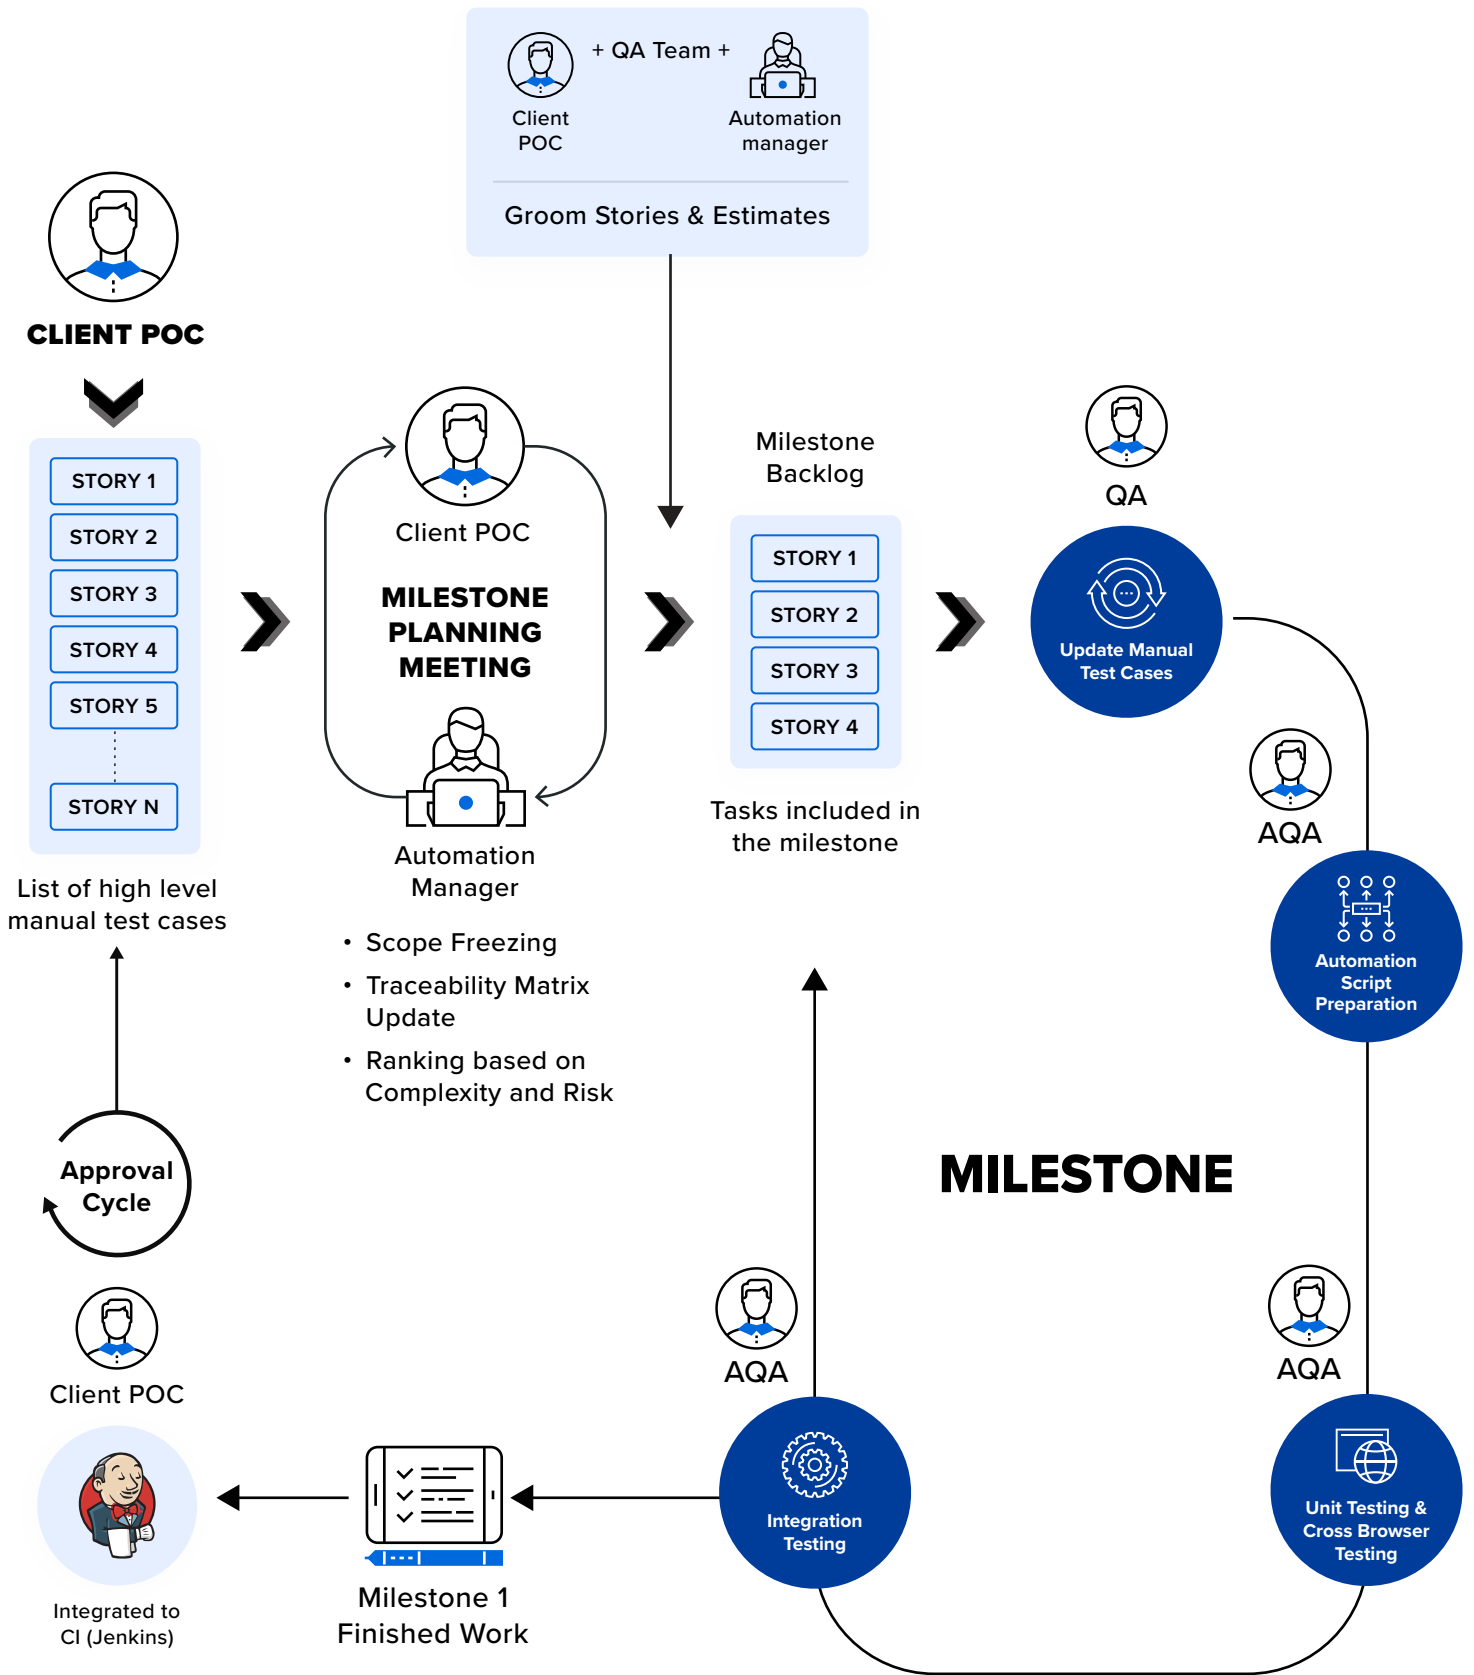 + QA Team +
Client
POC
Automation
manager
Groom Stories & Estimates
CLIENT POC
STORY 1
STORY 2
STORY 3
STORY 4
STORY 5
STORY N
List of high level
manual test cases
Client POC
MILESTONE
PLANNING
MEETING
Automation
Manager
• Scope Freezing
• Traceability Matrix
Update
• Ranking based on
Complexity and Risk
Milestone
Backlog
STORY 1
STORY 2
STORY 3
STORY 4
Tasks included in
the milestone
QA
Update Manual
Test Cases
AQA
Automation
Script
Preparation
MILESTONE
AQA
Unit Testing &
Cross Browser
Testing
AQA
Integration
Testing
Milestone 1
Finished Work
Approval
Cycle
Client POC
Integrated to
CI (Jenkins)